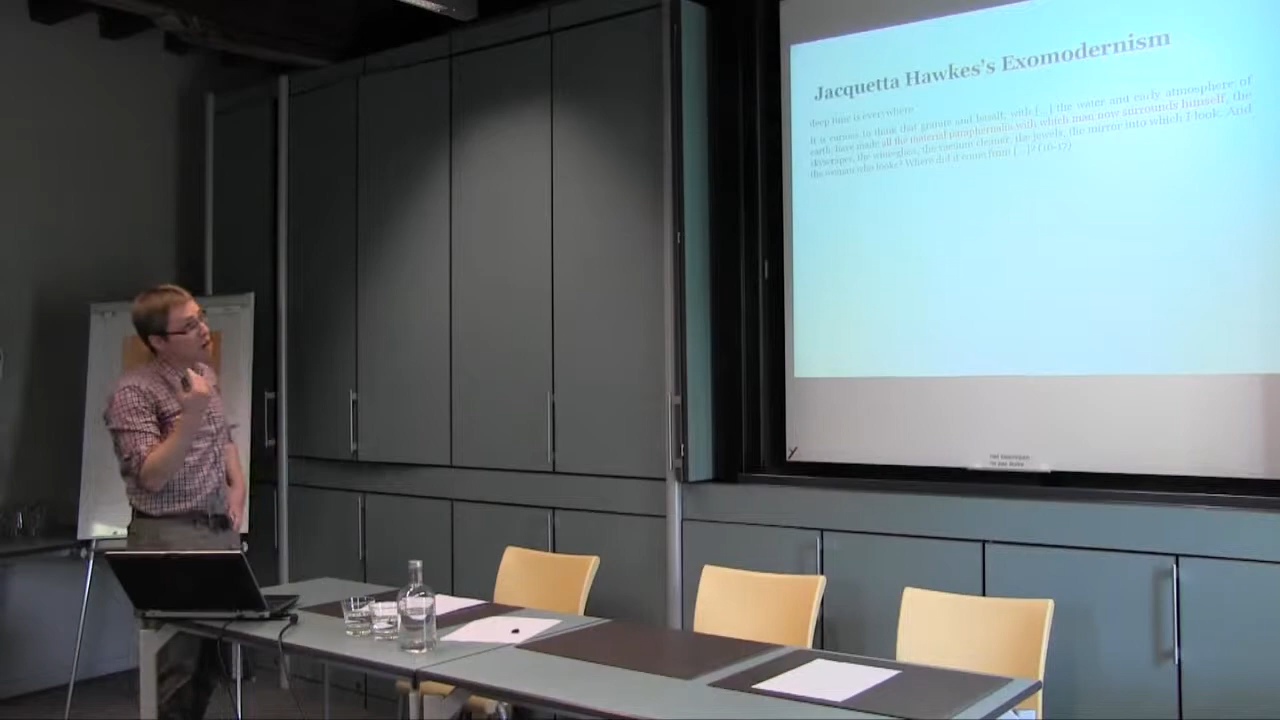 Jacquetta Hawkes's Exomodernism
deep time is everywhere
It is curious to think that granite and basalt, with [...] the water and early atmosphere of
earth, have made all the material paraphernalia with which man now surrounds himself, the
skyscraper, the wine-glass, the vacuum cleaner, the jewels, the mirror into which I look. And
the woman who looks? Where did it come from [...]? (16-17)